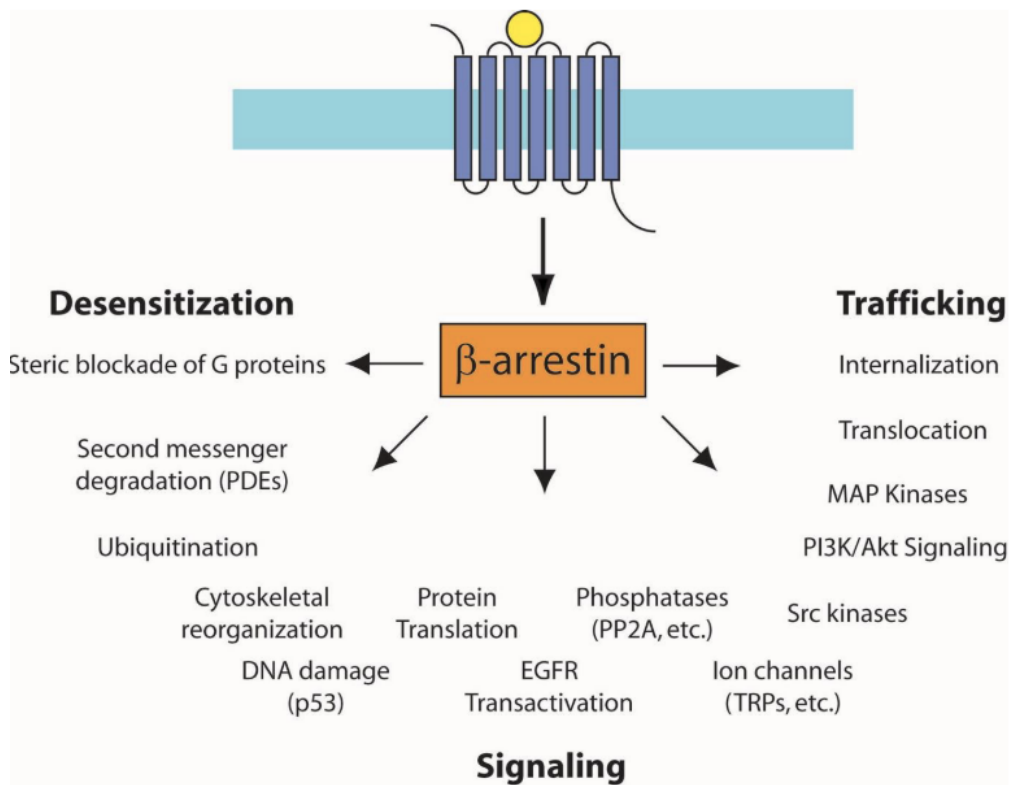 Desensitization
Trafficking
β-arrestin
Steric blockade of G proteins
Internalization
Second messenger
degradation (PDEs)
Translocation
MAP Kinases
Ubiquitination
PI3K/Akt Signaling
Cytoskeletal
reorganization
Protein
Translation
Phosphatases
(PP2A, etc.)
Src kinases
DNA damage
(p53)
EGFR
Transactivation
Ion channels
(TRPs, etc.)
Signaling